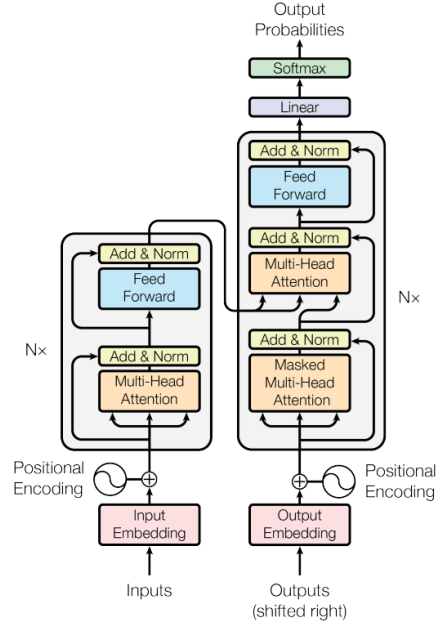 Output
Probabilities
Softmax
Linear
Add & Norm
Feed
Forward
Add & Norm
Multi-Head
Attention
Nx
Add & Norm
Masked
Multi-Head
Attention
Add & Norm
Feed
Forward
Nx
Add & Norm
Multi-Head
Attention
Positional
Encoding
Positional
Encoding
Input
Embedding
Output
Embedding
Inputs
Outputs
(shifted right)